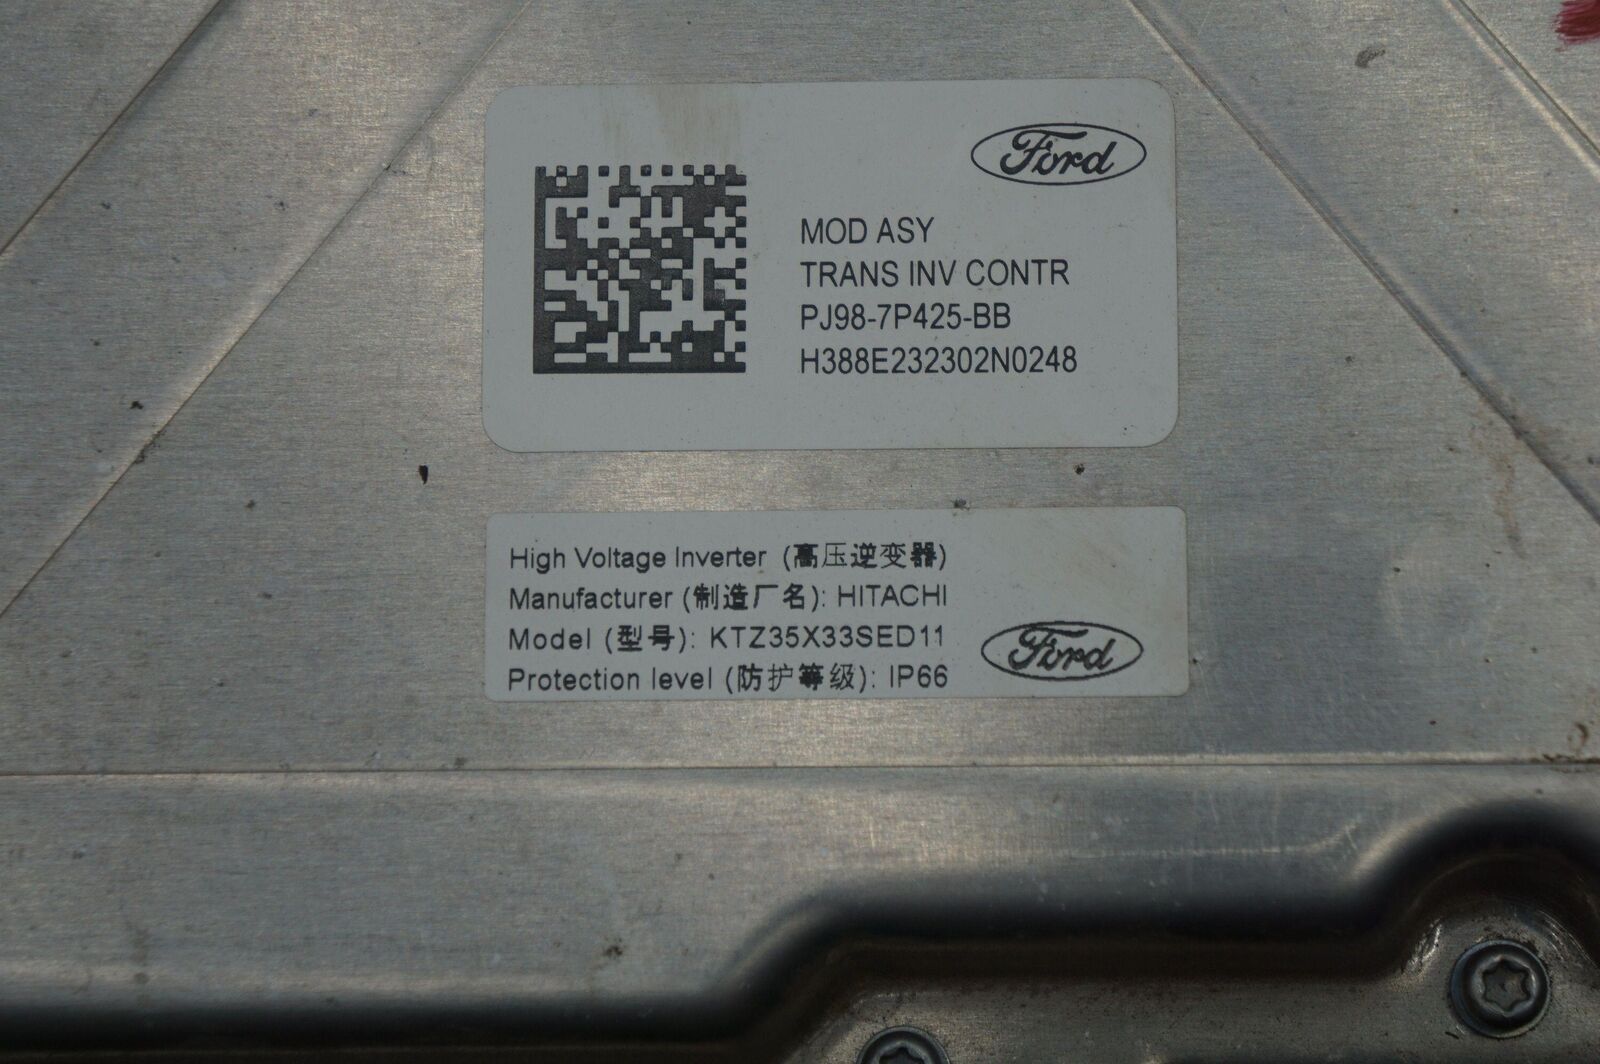 Ford
MOD ASY
TRANS INV CONTR
PJ98-7P425-BB
H388E232302N0248
High Voltage Inverter (高压逆变器)
Manufacturer (制造厂名): HITACHI
Model (型号): KTZ35X33SED11
Protection level (防护等级): IP66
Ford